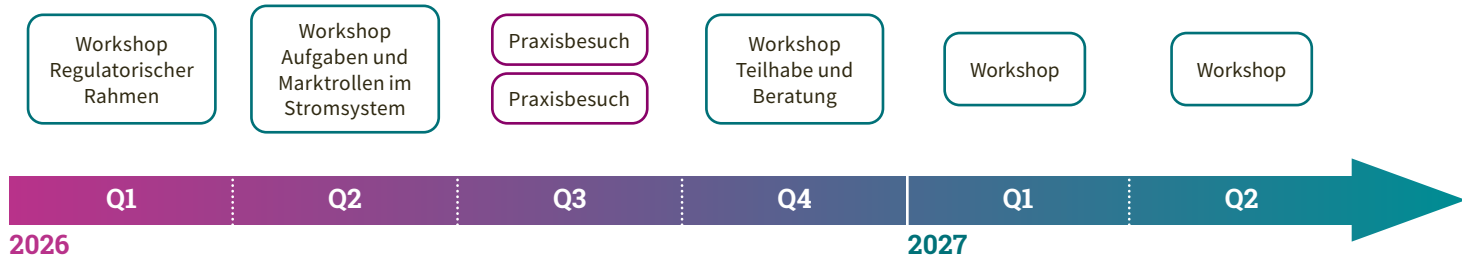 Workshop
Regulatorischer
Rahmen
Workshop
Aufgaben und
Marktrollen im
Stromsystem
Praxisbesuch
Praxisbesuch
Workshop
Teilhabe und
Beratung
Workshop
Workshop
Q1
Q2
Q3
Q4
Q1
Q2
2026
2027